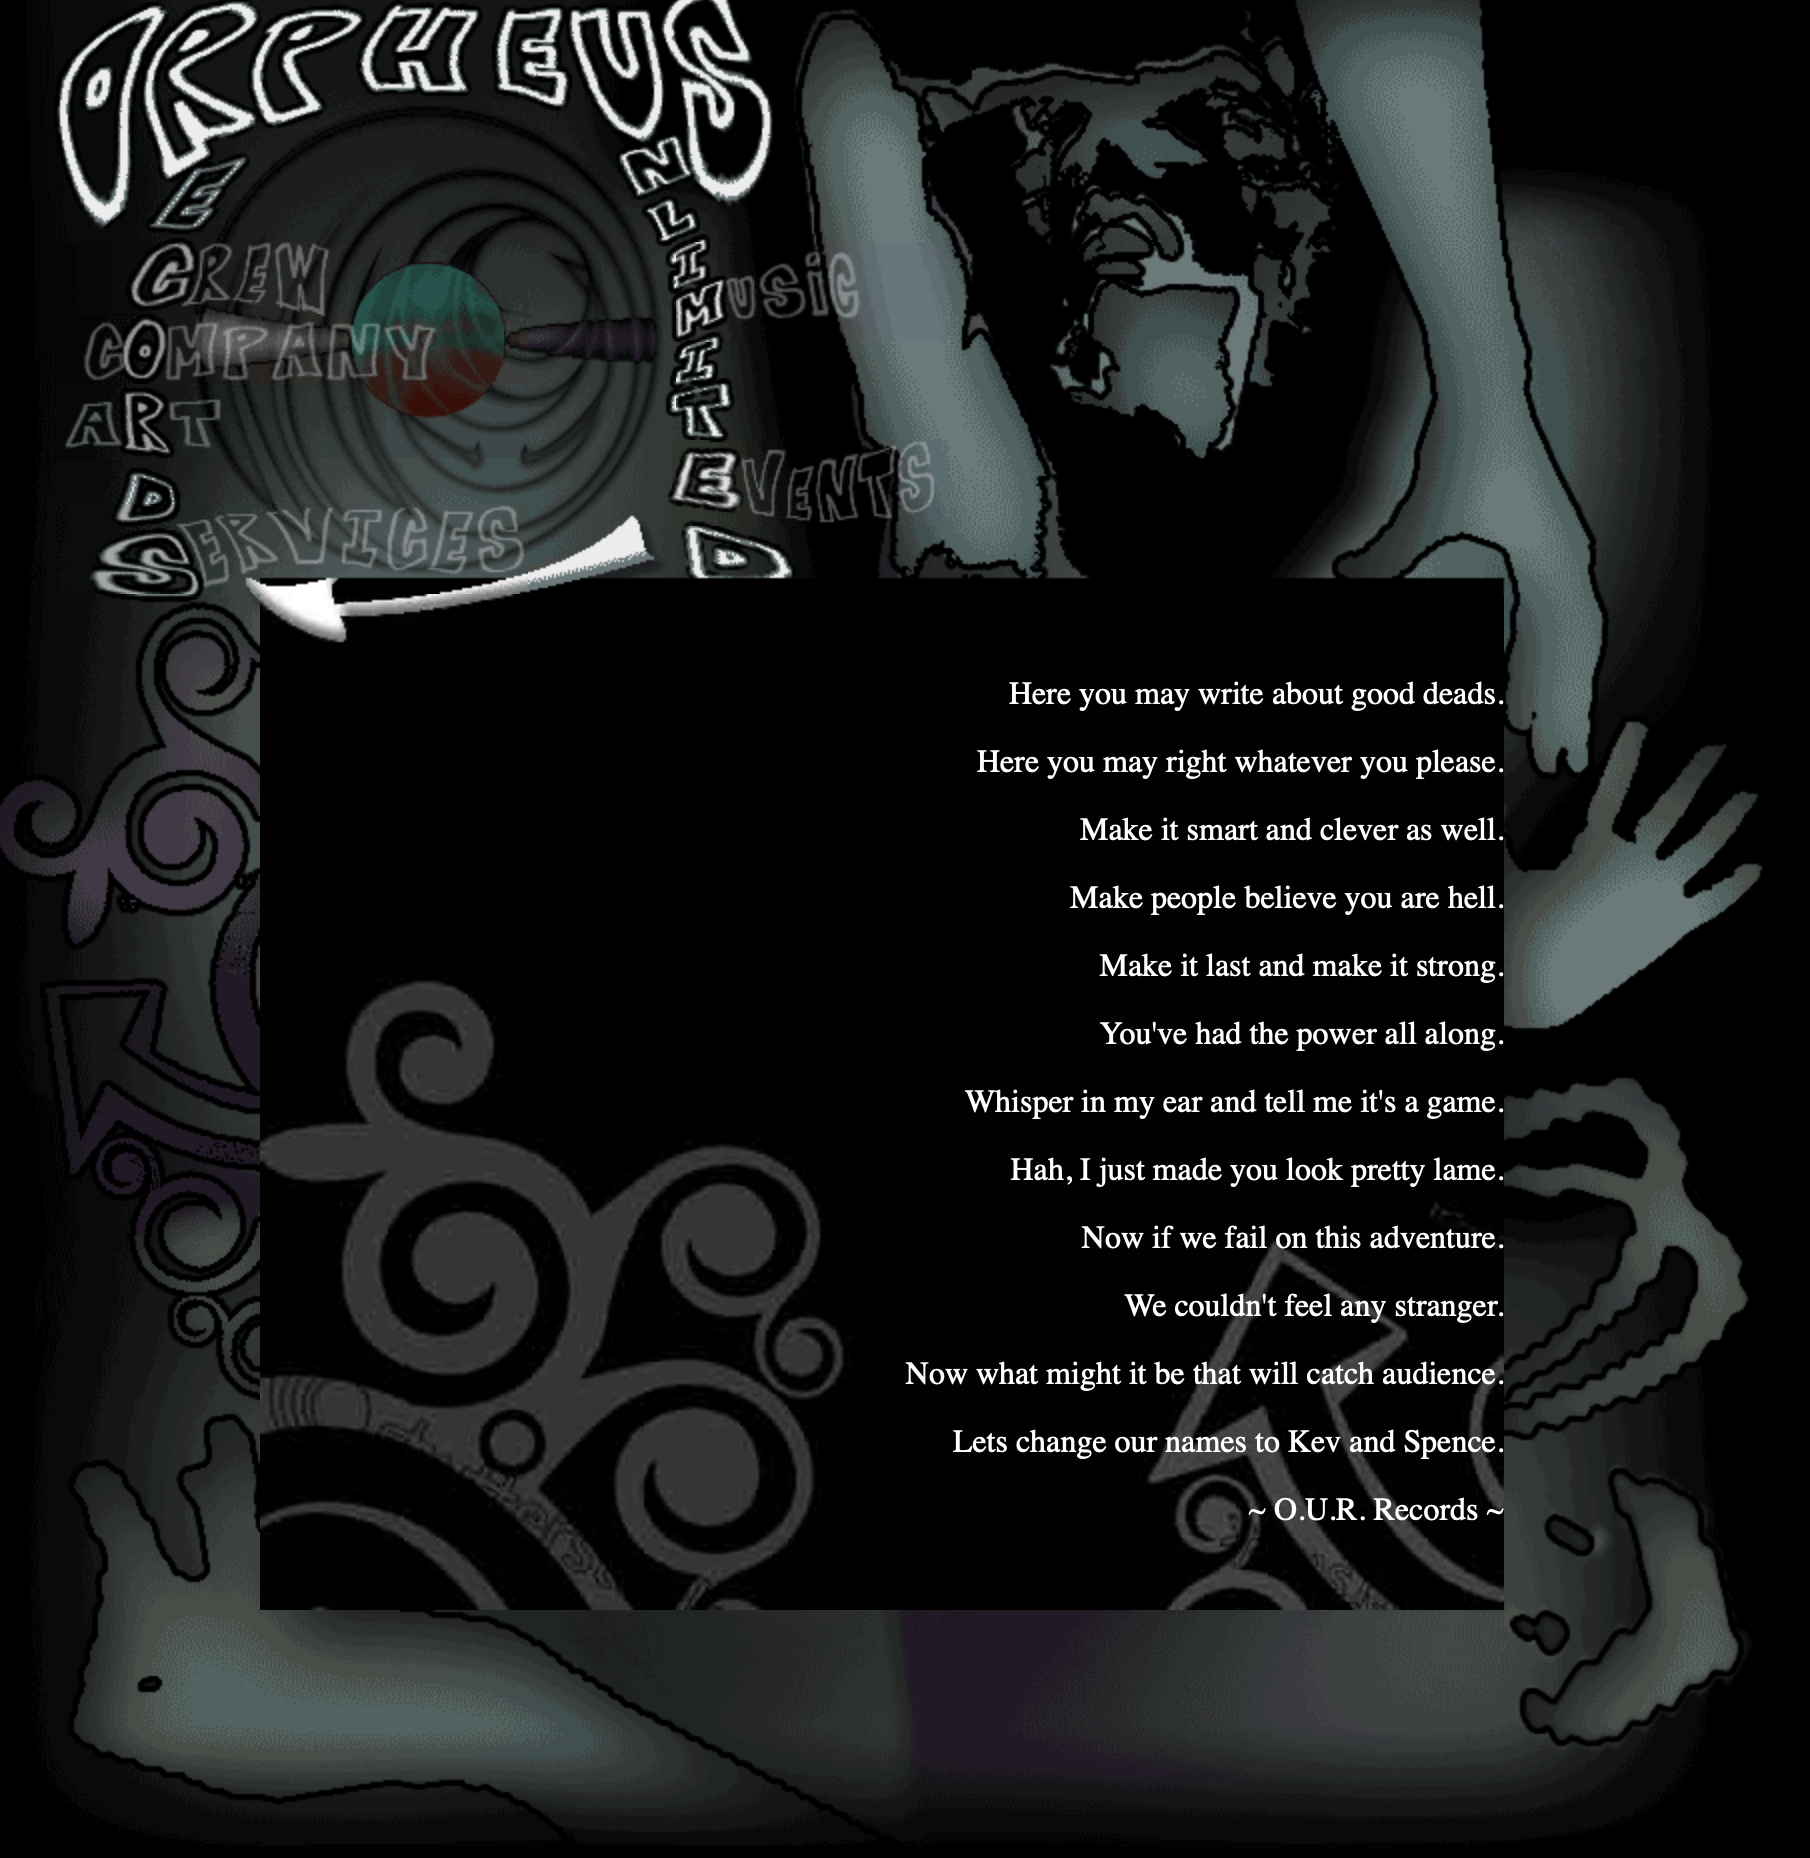 ORPHEUS
RECORDS
UNLIMITED
CREW
MUSIC
COMPANY
ART
EVENTS
SERVICES
Here you may write about good deads.
Here you may right whatever you please.
Make it smart and clever as well.
Make people believe you are hell.
Make it last and make it strong.
You've had the power all along.
Whisper in my ear and tell me it's a game.
Hah, I just made you look pretty lame.
Now if we fail on this adventure.
We couldn't feel any stranger.
Now what might it be that will catch audience.
Lets change our names to Kev and Spence.
~ O.U.R. Records ~